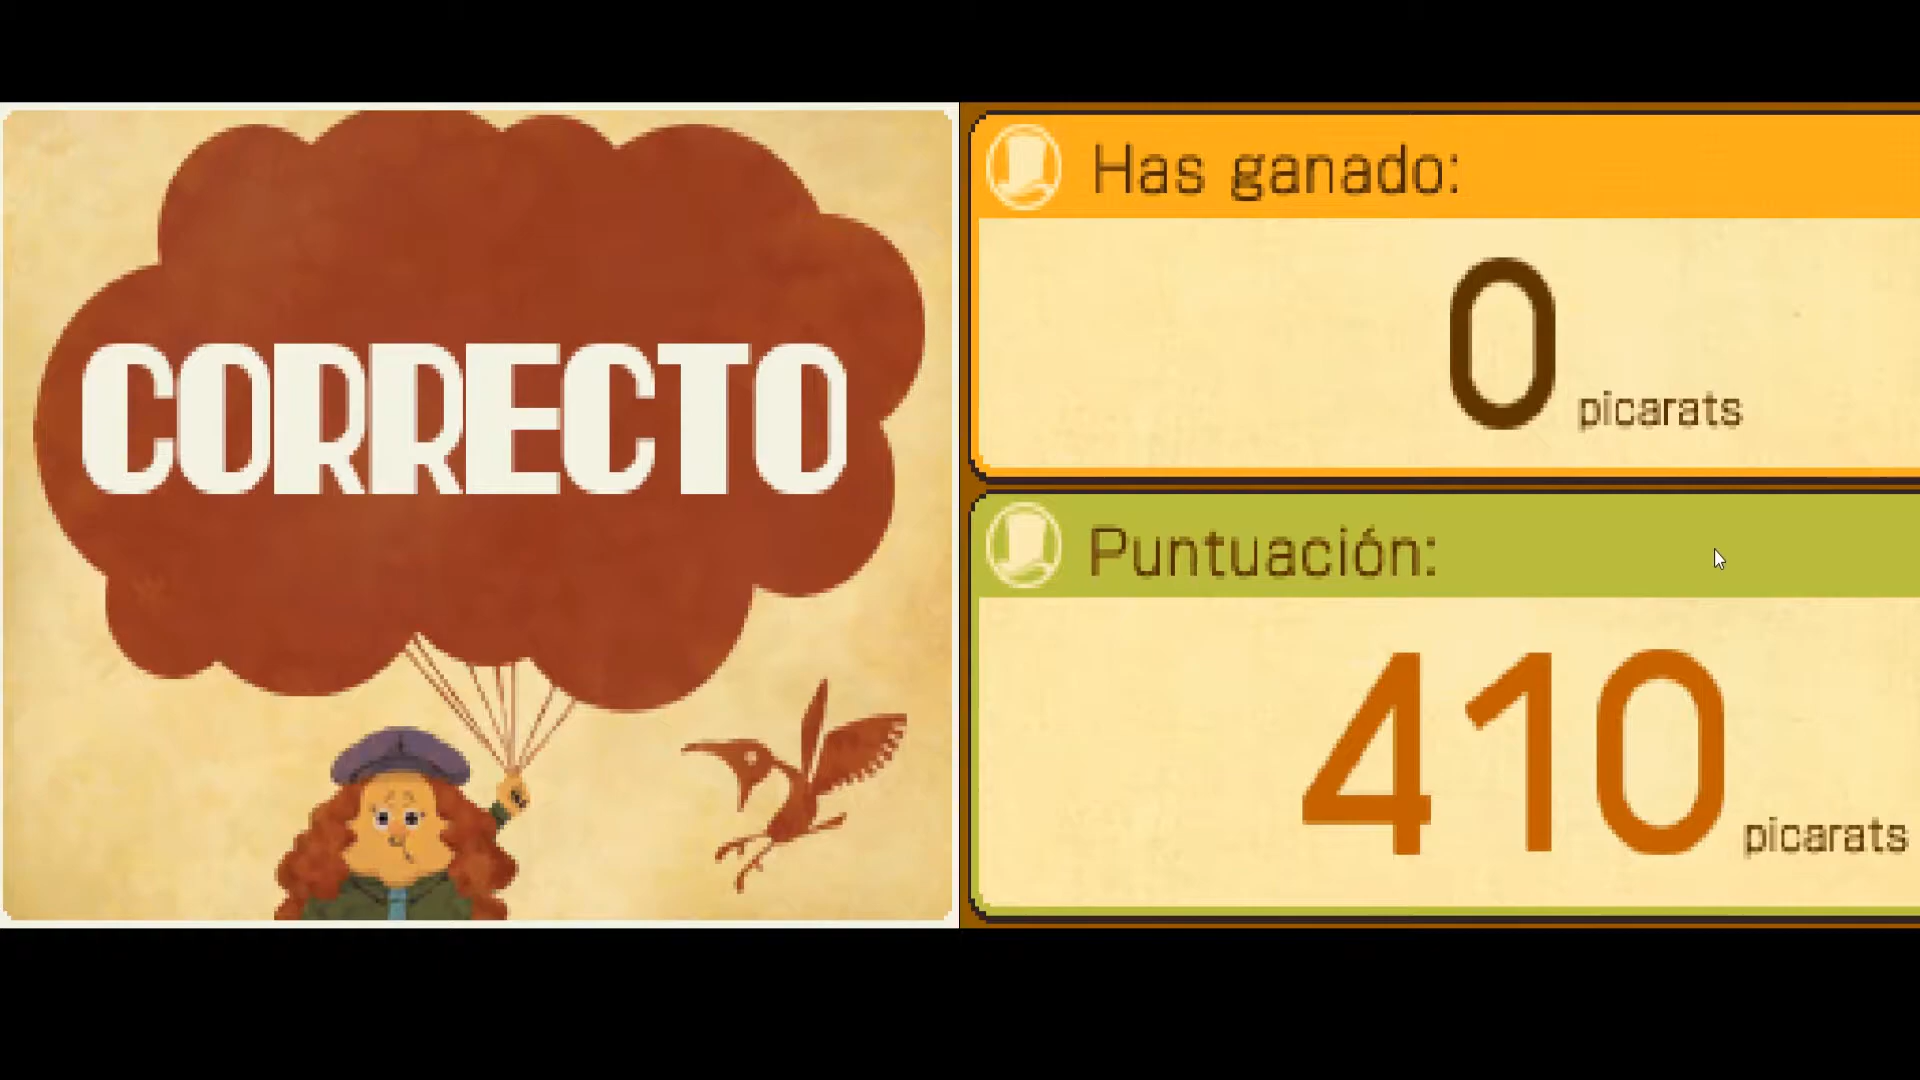 CORRECTO
Has ganado:
0 picarats
Puntuación:
410 picarats